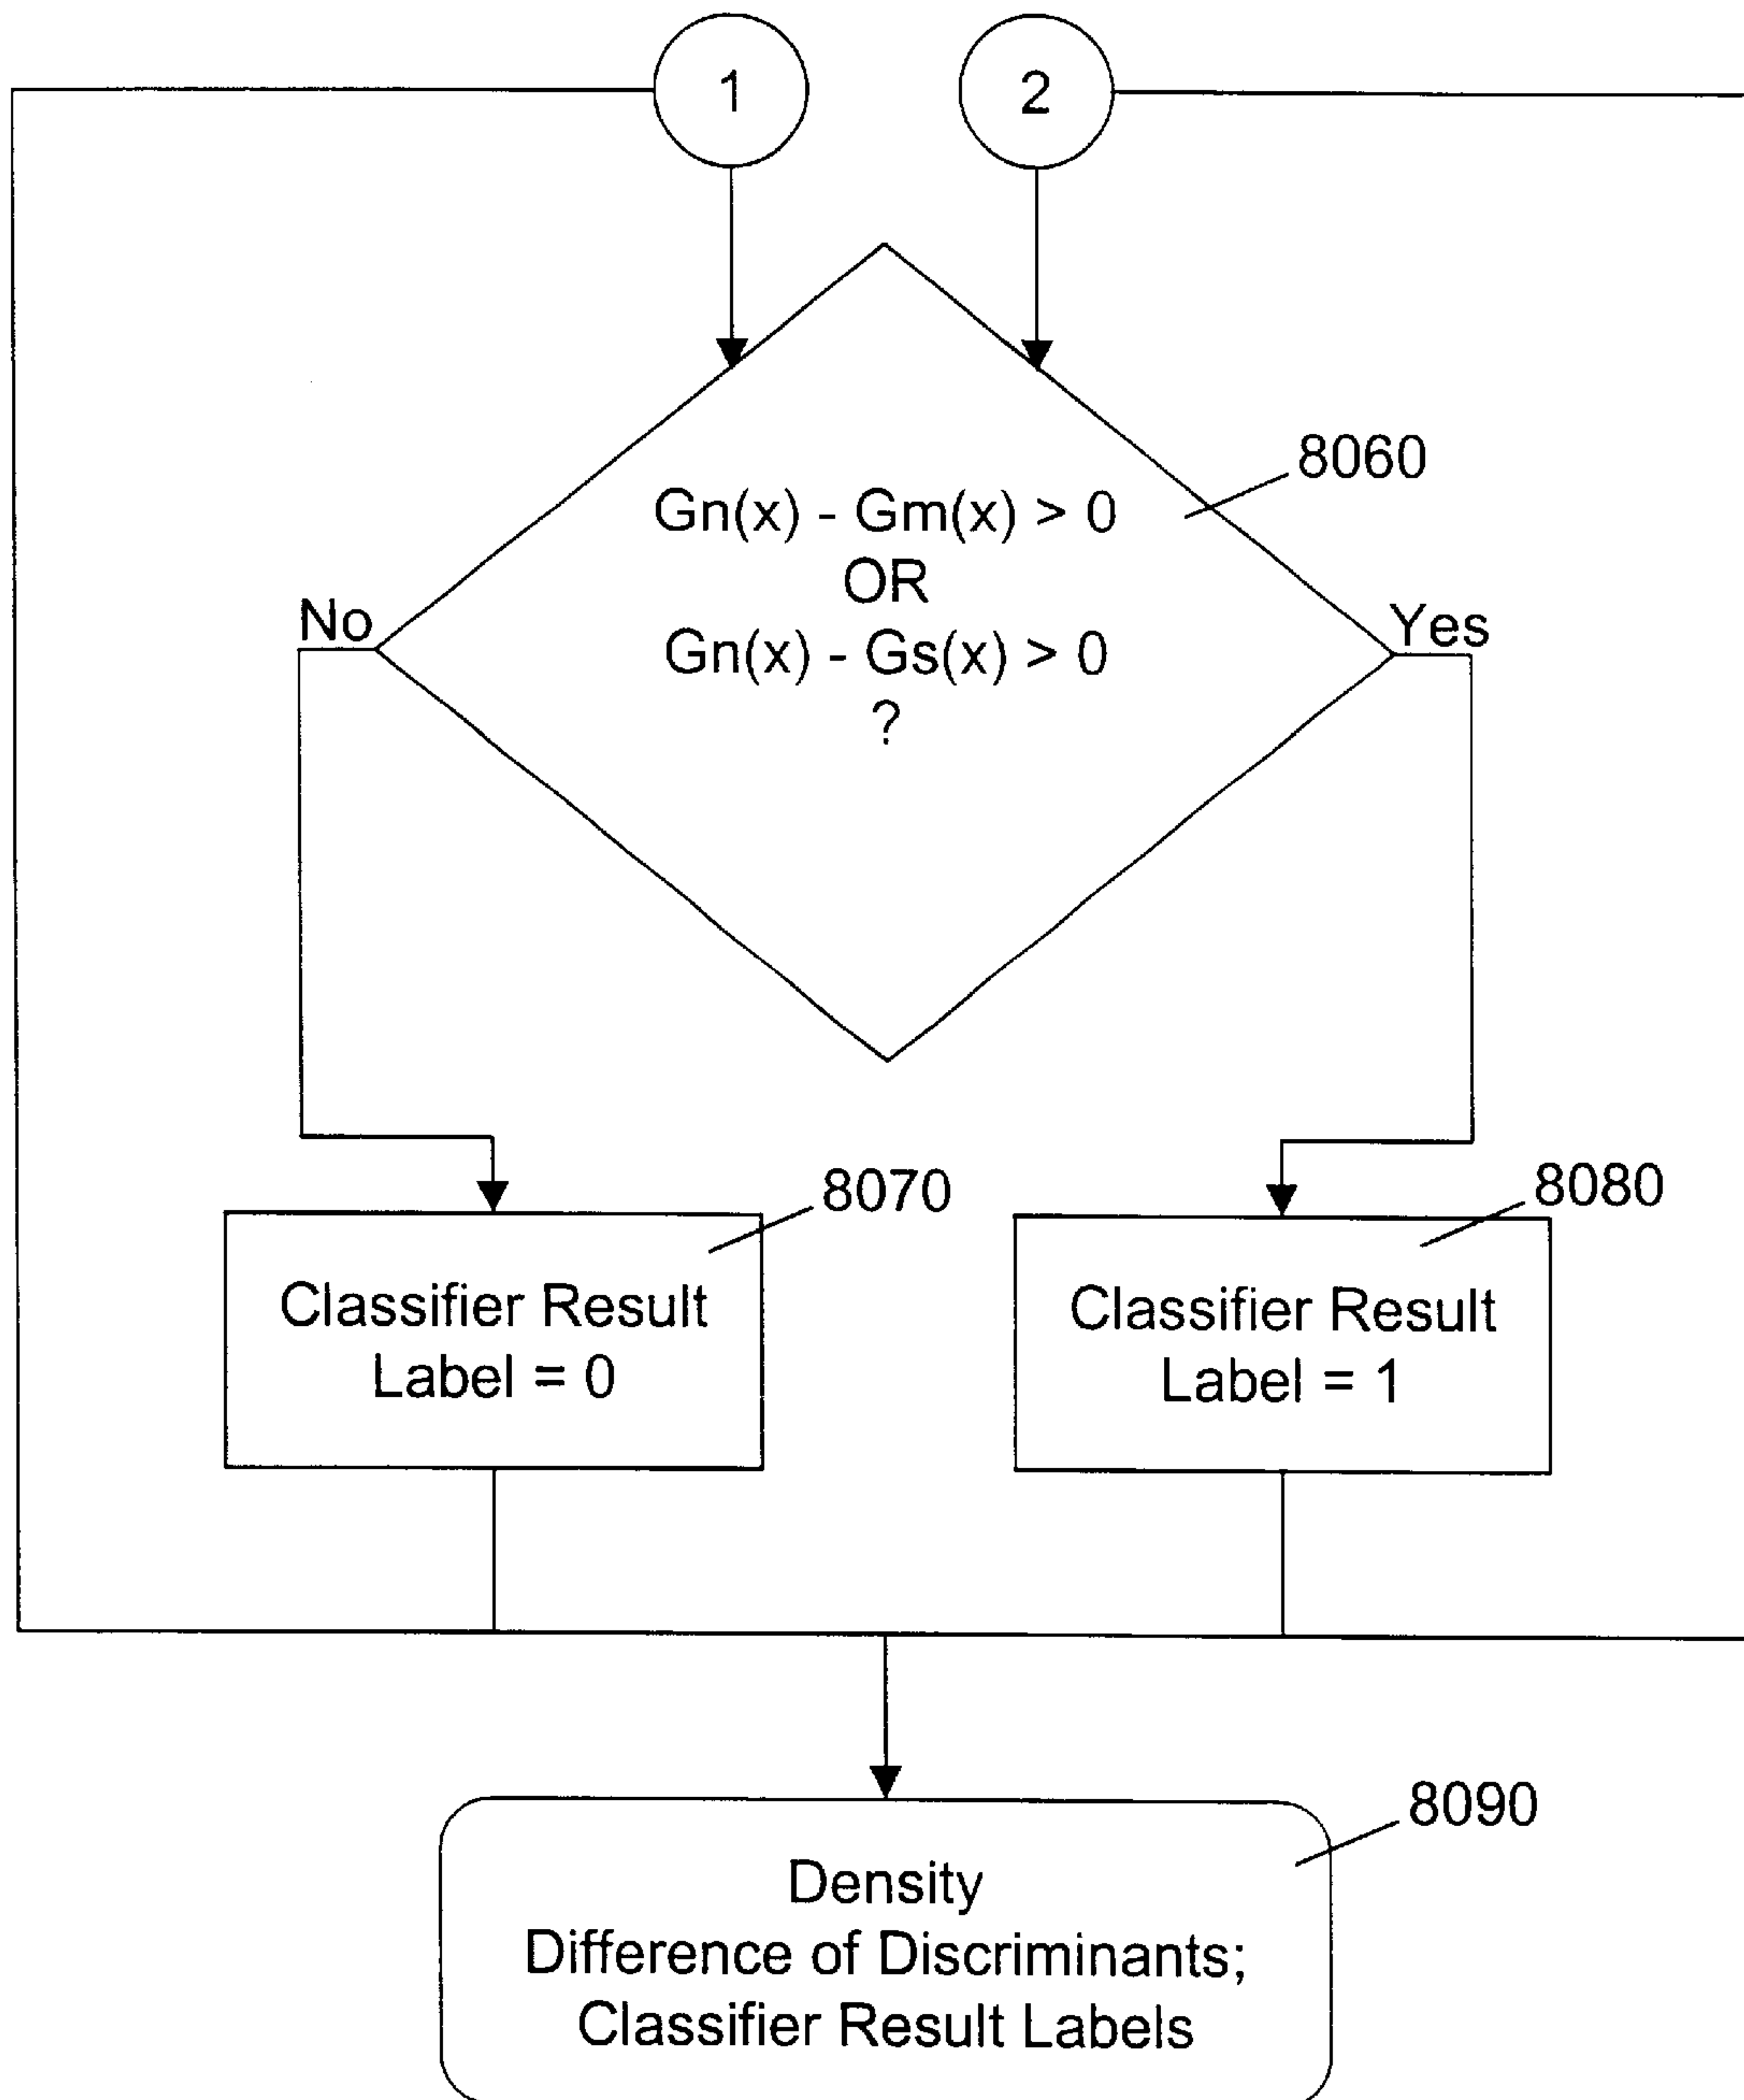 1
2
8060
Gn(x) - Gm(x) > 0
OR
Gn(x) - Gs(x) > 0
?
No
Yes
8070
8080
Classifier Result
Label = 0
Classifier Result
Label = 1
8090
Density
Difference of Discriminants;
Classifier Result Labels